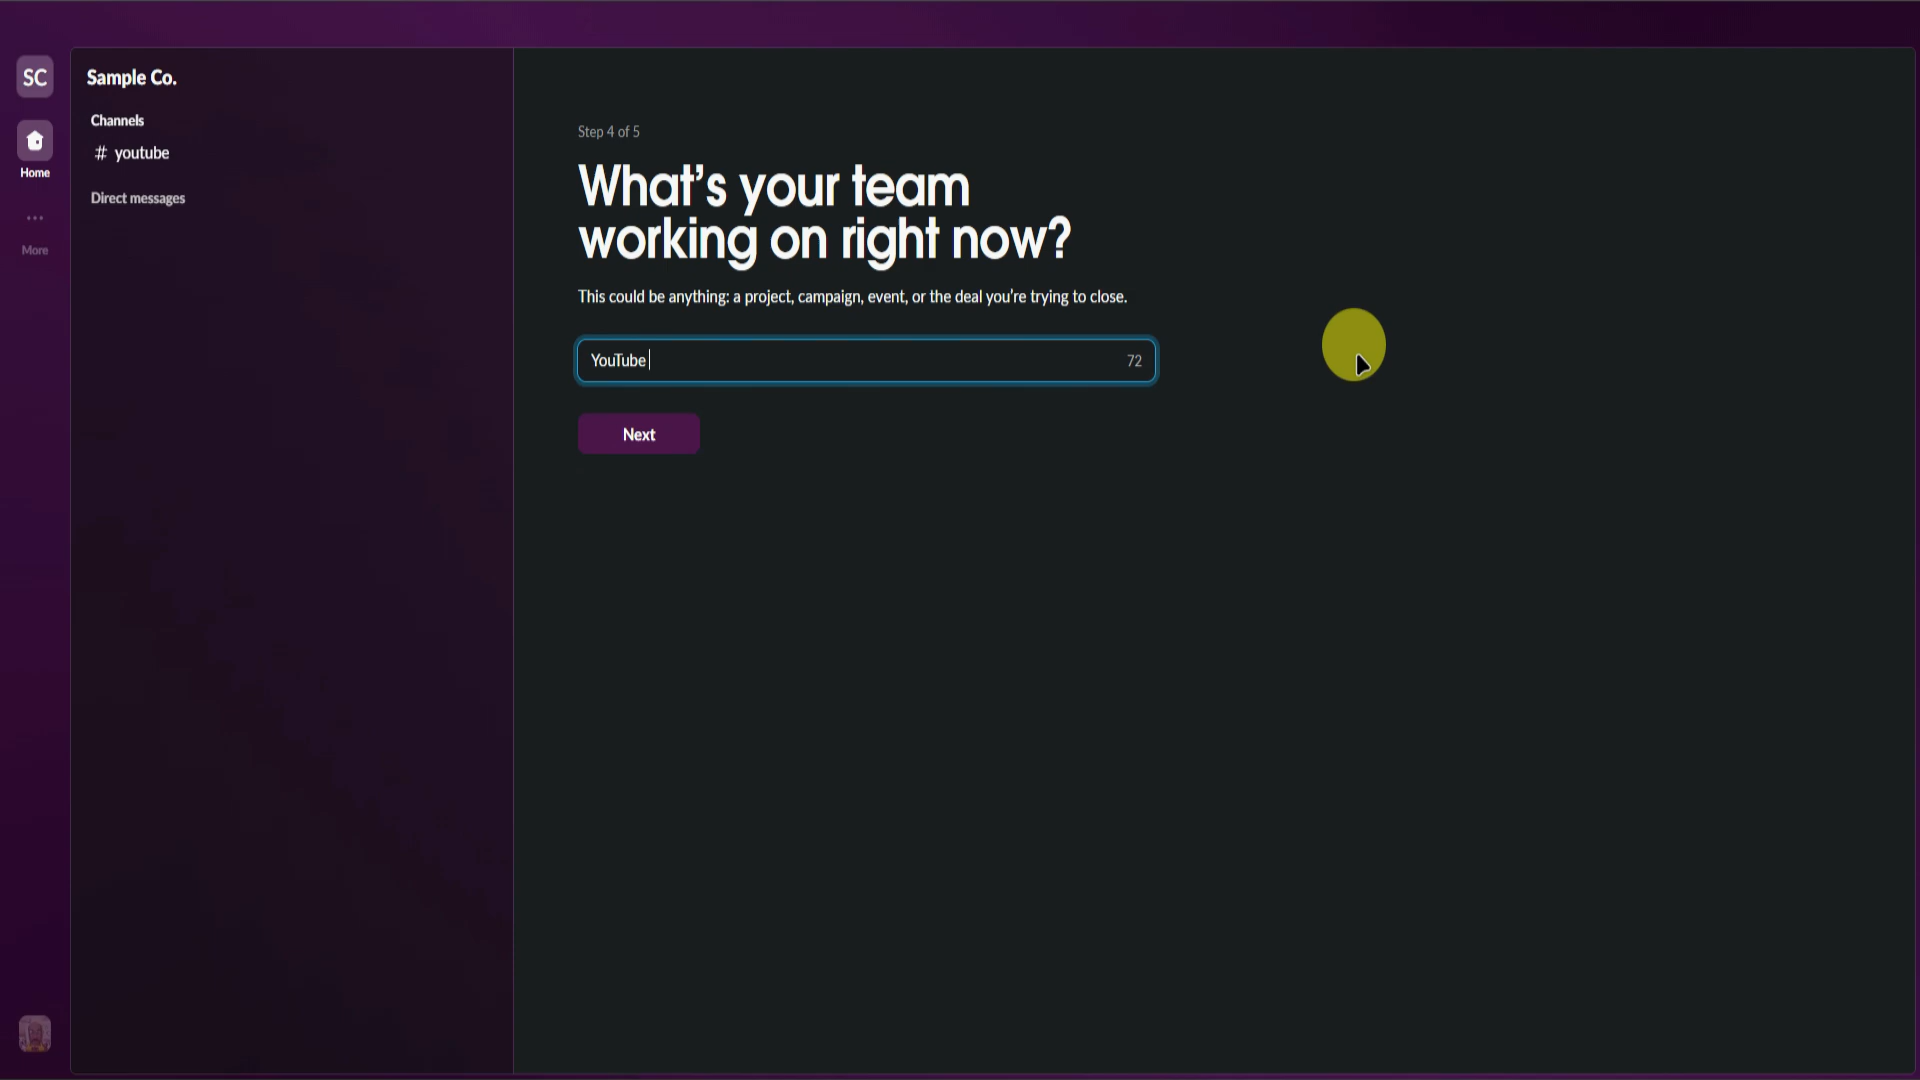 SC
Home
More
Sample Co.
Channels
# youtube
Direct messages
Step 4 of 5
What’s your team
working on right now?
This could be anything: a project, campaign, event, or the deal you’re trying to close.
YouTube 72
Next